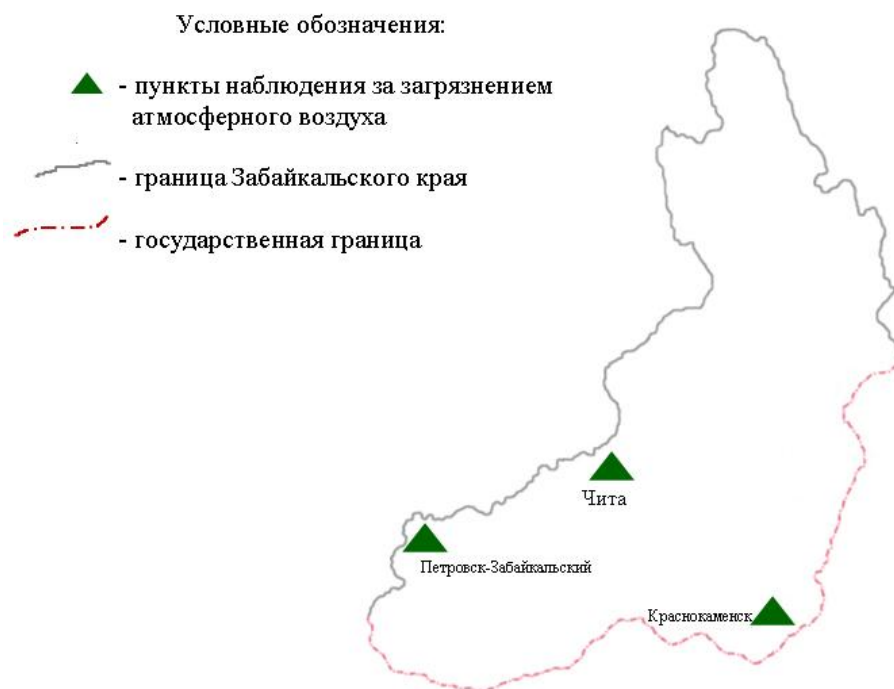 Условные обозначения:
- пункты наблюдения за загрязнением
атмосферного воздуха
- граница Забайкальского края
- государственная граница
Чита
Петровск-Забайкальский
Краснокаменск